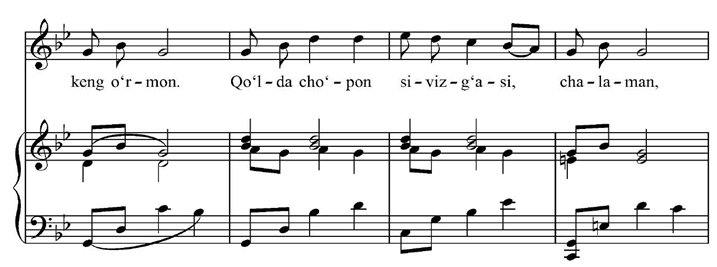 keng o‘r-mon. Qo‘l-da cho‘-pon si-viz-g‘a-si, cha-la-man,